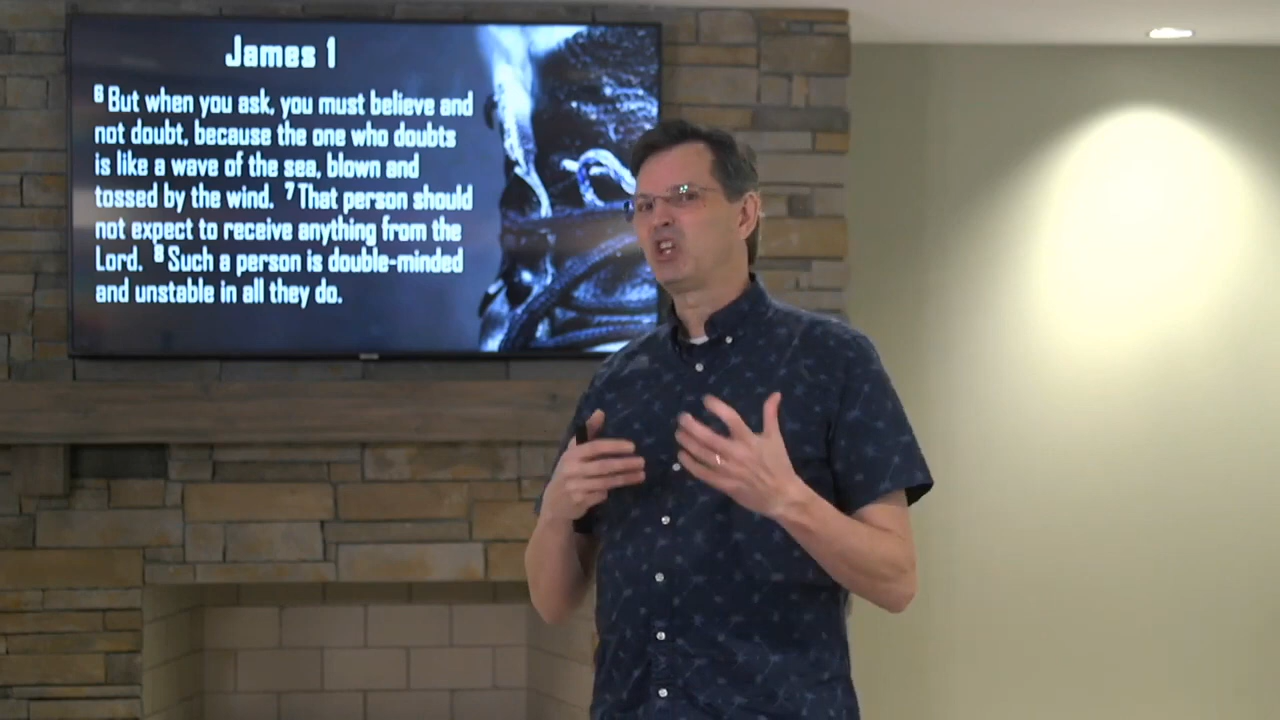 James 1
6 But when you ask, you must believe and
not doubt, because the one who doubts
is like a wave of the sea, blown and
tossed by the wind. 7 That person should
not expect to receive anything from the
Lord. 8 Such a person is double-minded
and unstable in all they do.